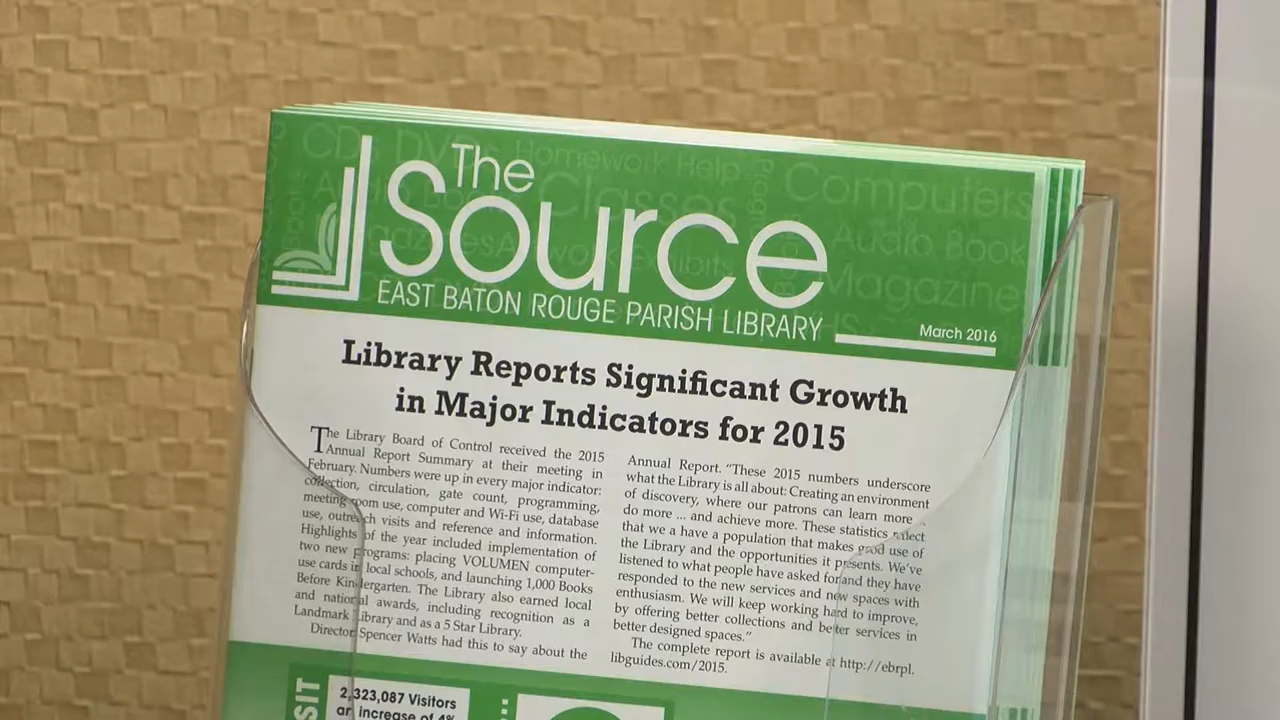 The
Source
EAST BATON ROUGE PARISH LIBRARY
March 2016
CD DVDs Homework Help
Classes
Computers
Audio Book
Magazine
Exhibits
Library Reports Significant Growth
in Major Indicators for 2015
The Library Board of Control received the 2015
Annual Report Summary at their meeting in
February. Numbers were up in every major indicator:
collection, circulation, gate count, programming,
meeting room use, computer and Wi-Fi use, database
use, outreach visits and reference and information.
Highlights of the year included implementation of
two new programs: placing VOLUMEN computer-
use cards in local schools, and launching 1,000 Books
Before Kindergarten. The Library also earned local
and national awards, including recognition as a
Landmark Library and as a 5 Star Library.
Director Spencer Watts had this to say about the
Annual Report. “These 2015 numbers underscore
what the Library is all about: Creating an environment
of discovery, where our patrons can learn more,
do more ... and achieve more. These statistics reflect
that we a have a population that makes good use of
the Library and the opportunities it presents. We've
listened to what people have asked for and they have
responded to the new services and new spaces with
enthusiasm. We will keep working hard to improve,
by offering better collections and better services in
better designed spaces.”
The complete report is available at http://ebrpl.
libguides.com/2015.
2,323,087 Visitors
an increase of 4%